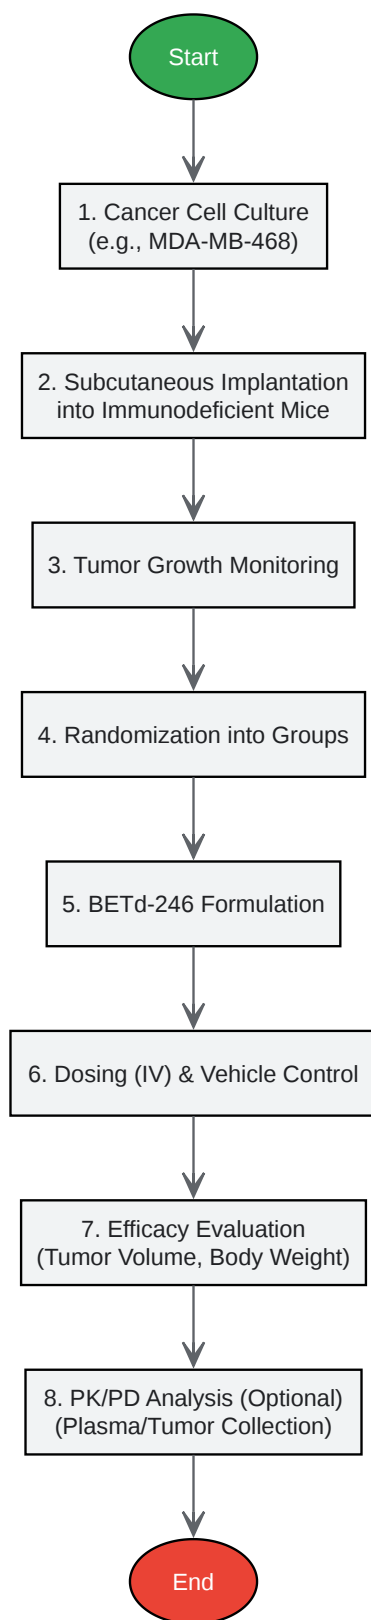 Start
1. Cancer Cell Culture
(e.g., MDA-MB-468)
2. Subcutaneous Implantation
into Immunodeficient Mice
3. Tumor Growth Monitoring
4. Randomization into Groups
5. BETd-246 Formulation
6. Dosing (IV) & Vehicle Control
7. Efficacy Evaluation
(Tumor Volume, Body Weight)
8. PK/PD Analysis (Optional)
(Plasma/Tumor Collection)
End